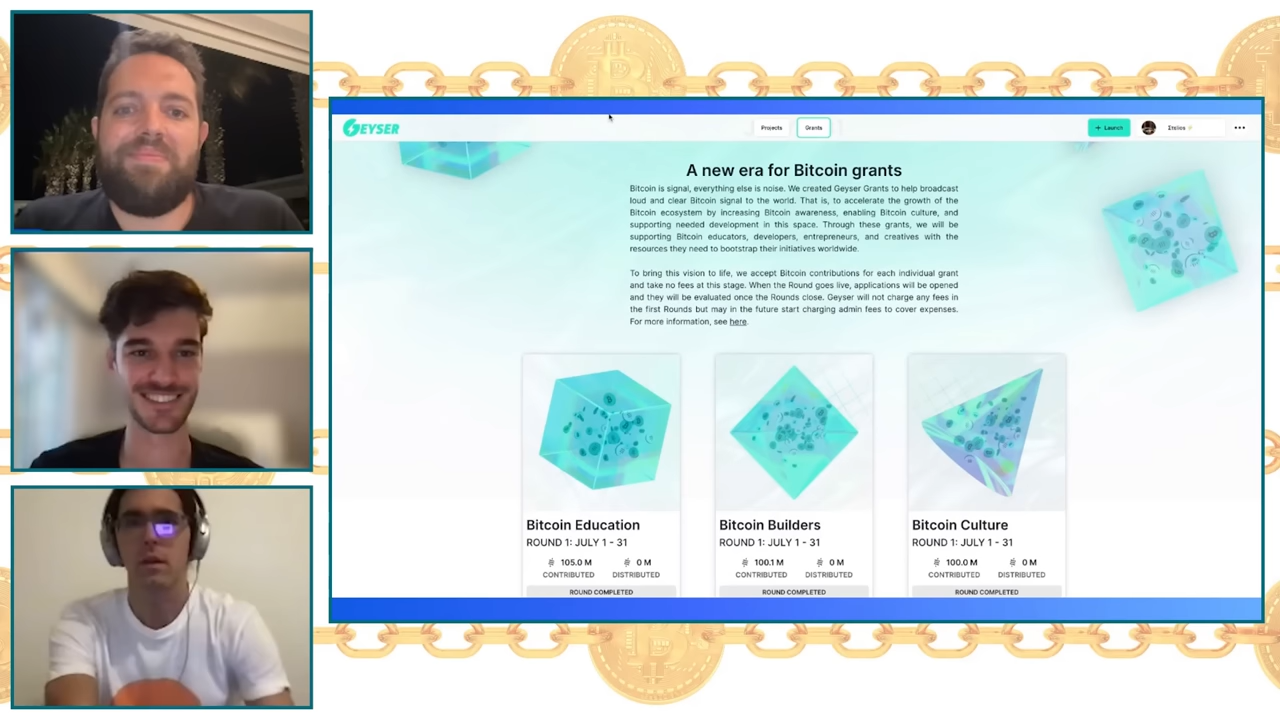 GEYSER
Projects
Grants
+ Launch
A new era for Bitcoin grants
Bitcoin is signal, everything else is noise. We created Geyser Grants to help broadcast
loud and clear Bitcoin signal to the world. That is, to accelerate the growth of the
Bitcoin ecosystem by increasing Bitcoin awareness, enabling Bitcoin culture, and
supporting needed development in this space. Through these grants, we will be
supporting Bitcoin educators, developers, entrepreneurs, and creatives with the
resources they need to bootstrap their initiatives worldwide.
To bring this vision to life, we accept Bitcoin contributions for each individual grant
and take no fees at this stage. When the Round goes live, applications will be opened
and they will be evaluated once the Rounds close. Geyser will not charge any fees in
the first Rounds but may in the future start charging admin fees to cover expenses.
For more information, see here.
Bitcoin Education
ROUND 1: JULY 1 - 31
105.0 M
0 M
CONTRIBUTED
DISTRIBUTED
ROUND COMPLETED
Bitcoin Builders
ROUND 1: JULY 1 - 31
100.1 M
0 M
CONTRIBUTED
DISTRIBUTED
ROUND COMPLETED
Bitcoin Culture
ROUND 1: JULY 1 - 31
100.0 M
0 M
CONTRIBUTED
DISTRIBUTED
ROUND COMPLETED